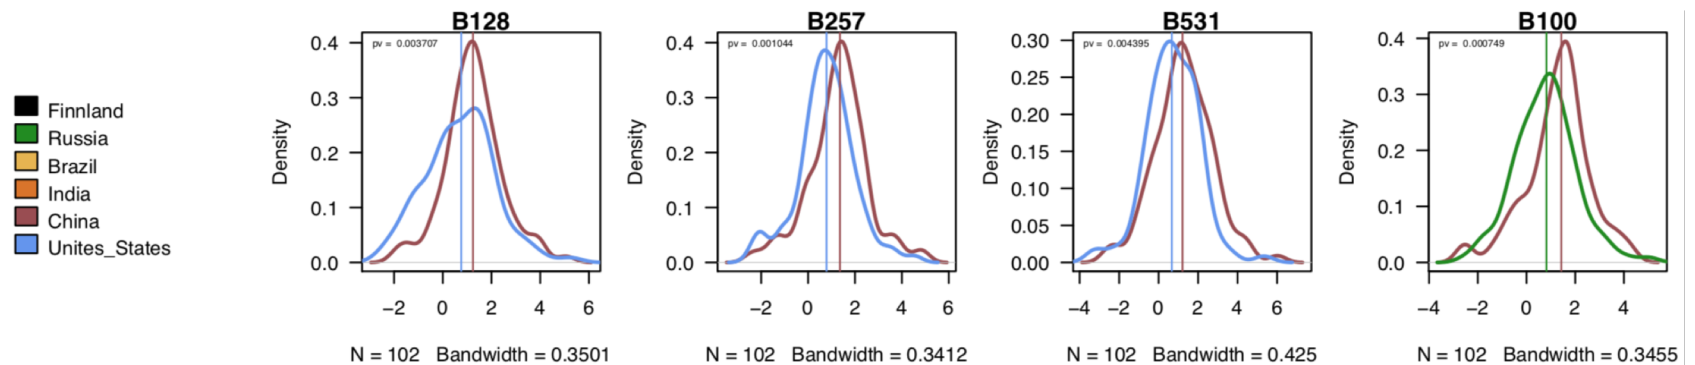 Finnland
Russia
Brazil
India
China
Unites_States
B128
pv = 0.003707
Density
0.0
0.1
0.2
0.3
0.4
−2 0 2 4 6
N = 102 Bandwidth = 0.3501
B257
pv = 0.001044
Density
0.0
0.1
0.2
0.3
0.4
−2 0 2 4 6
N = 102 Bandwidth = 0.3412
B531
pv = 0.004395
Density
0.00
0.05
0.10
0.15
0.20
0.25
0.30
−4 −2 0 2 4 6
N = 102 Bandwidth = 0.425
B100
pv = 0.000749
Density
0.0
0.1
0.2
0.3
0.4
−4 −2 0 2 4
N = 102 Bandwidth = 0.3455